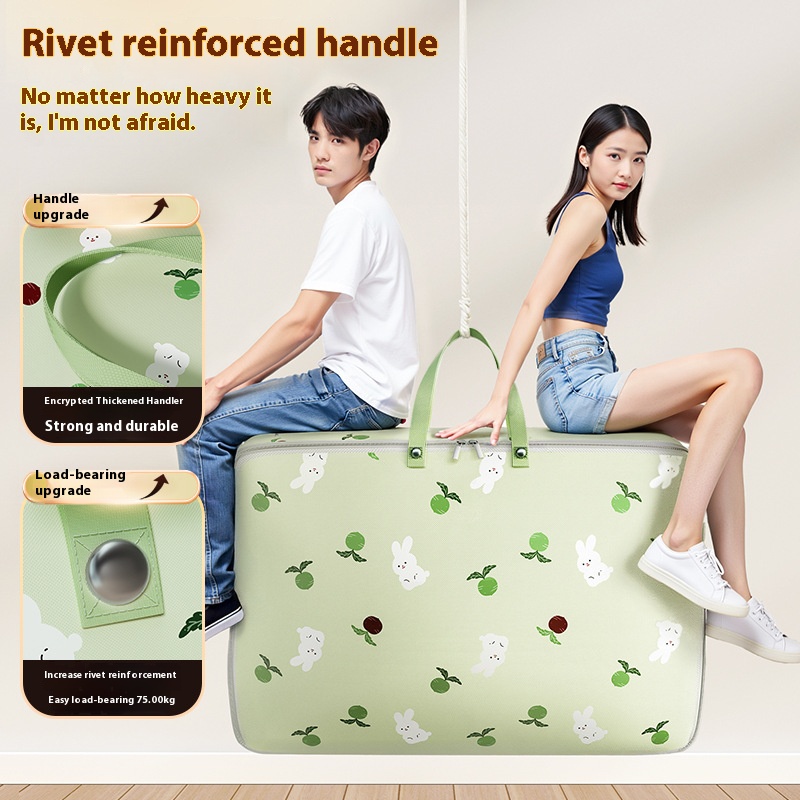 Rivet reinforced handle
No matter how heavy it
is, I'm not afraid.
Handle
upgrade
Encrypted Thickened Handler
Strong and durable
Load-bearing
upgrade
Increase rivet reinforcement
Easy load-bearing 75.00kg